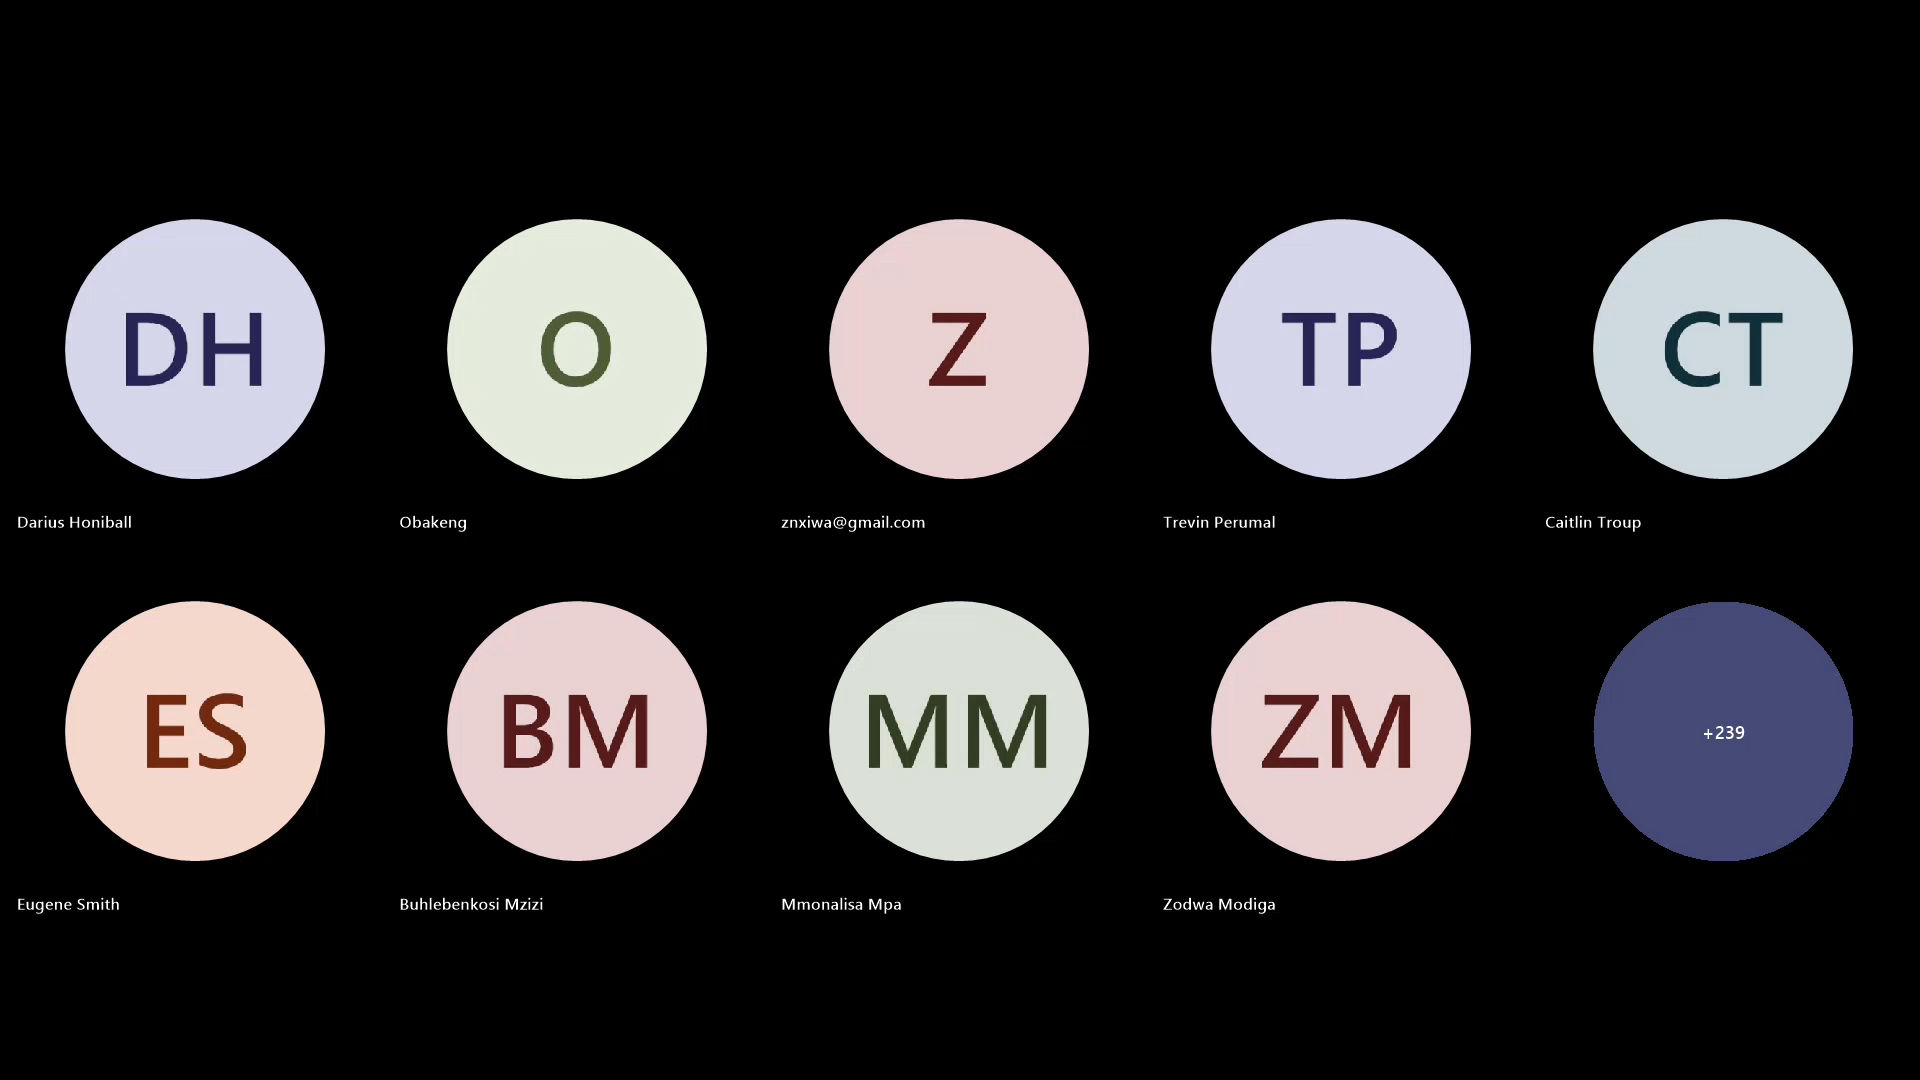 DH
O
Z
TP
CT
Darius Honiball
Obakeng
znxiwa@gmail.com
Trevin Perumal
Caitlin Troup
ES
BM
MM
ZM
+239
Eugene Smith
Buhlebenkosi Mzizi
Mmonalisa Mpa
Zodwa Modiga